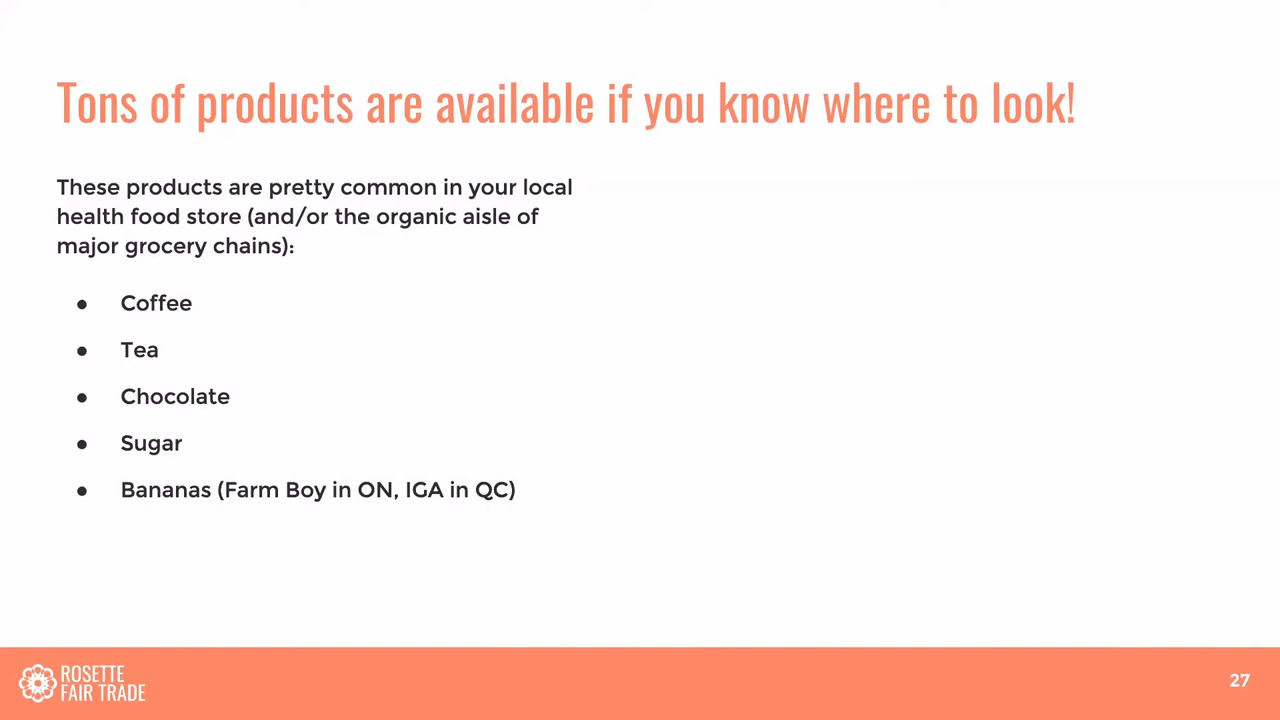 Tons of products are available if you know where to look!
These products are pretty common in your local
health food store (and/or the organic aisle of
major grocery chains):
● Coffee
● Tea
● Chocolate
● Sugar
● Bananas (Farm Boy in ON, IGA in QC)
ROSETTE
FAIR TRADE
27